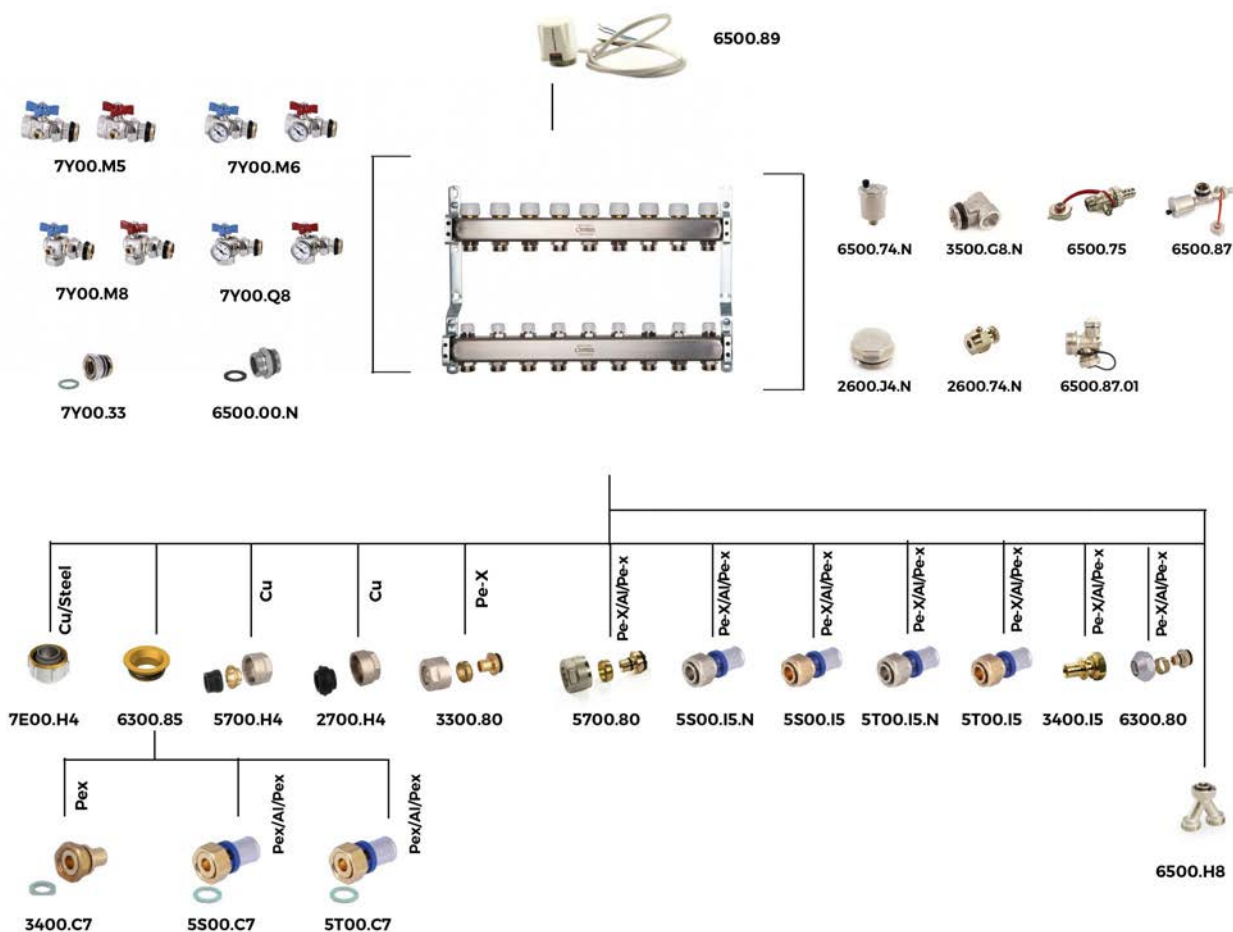 6500.89
7Y00.M5
7Y00.M6
7Y00.M8
7Y00.Q8
7Y00.33
6500.00.N
6500.74.N
3500.G8.N
6500.75
6500.87
2600.J4.N
2600.74.N
6500.87.01
Cu/Steel
Cu
Cu
Pe-X
Pe-X/Al/Pe-x
Pe-X/Al/Pe-x
Pe-X/Al/Pe-x
Pe-X/Al/Pe-x
Pe-X/Al/Pe-x
Pe-X/Al/Pe-x
Pe-X/Al/Pe-x
7E00.H4
6300.85
5700.H4
2700.H4
3300.80
5700.80
5S00.I5.N
5S00.I5
5T00.I5.N
5T00.I5
3400.I5
6300.80
Pex
Pex/Al/Pex
Pex/Al/Pex
3400.C7
5S00.C7
5T00.C7
6500.H8